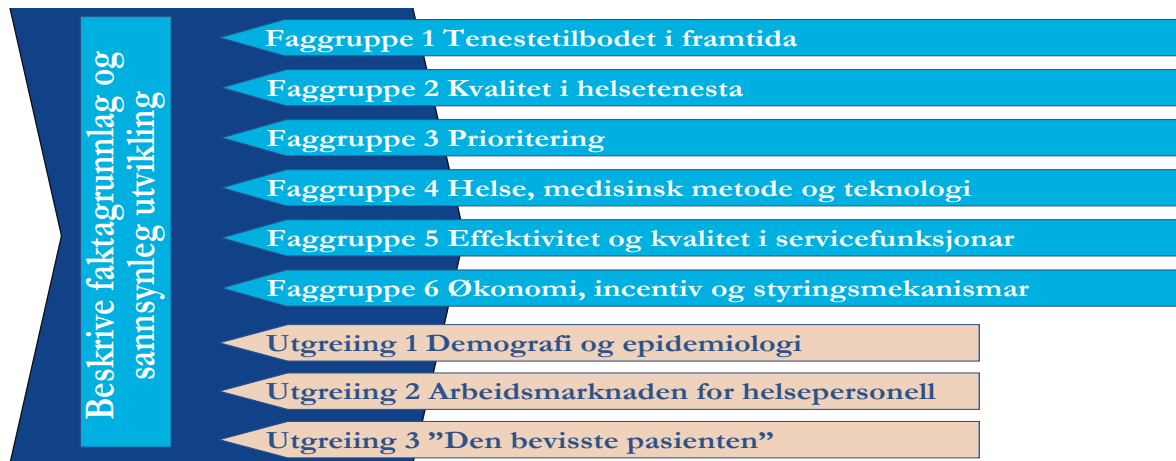 Beskrive faktagrunnlag og
sannsynleg utvikling
Faggruppe 1 Tenestetilbodet i framtida
Faggruppe 2 Kvalitet i helsetenesta
Faggruppe 3 Prioritering
Faggruppe 4 Helse, medisinsk metode og teknologi
Faggruppe 5 Effektivitet og kvalitet i servicefunksjonar
Faggruppe 6 Økonomi, incentiv og styringsmekanismar
Utgreiing 1 Demografi og epidemiologi
Utgreiing 2 Arbeidsmarknaden for helsepersonell
Utgreiing 3 ”Den bevisste pasienten”